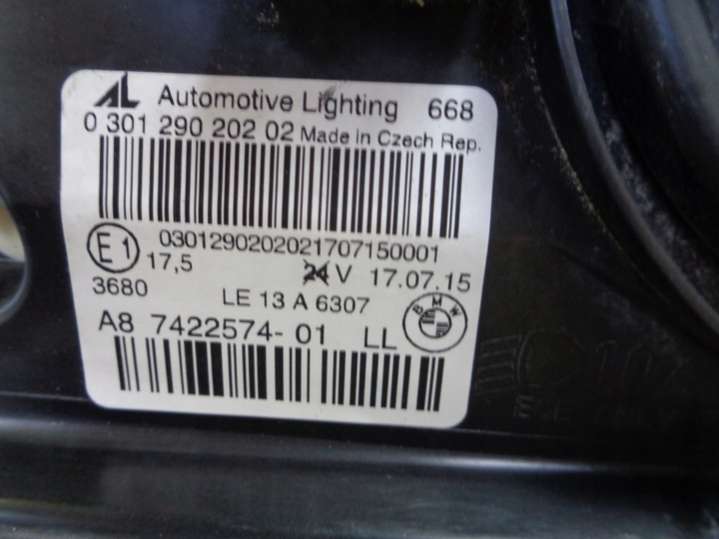 AL Automotive Lighting 668
0 301 290 202 02 Made in Czech Rep.
0301290202021707150001
E1 17,5 24 V 17.07.15
3680 LE 13 A 6307 BMW
A8 7422574-01 LL